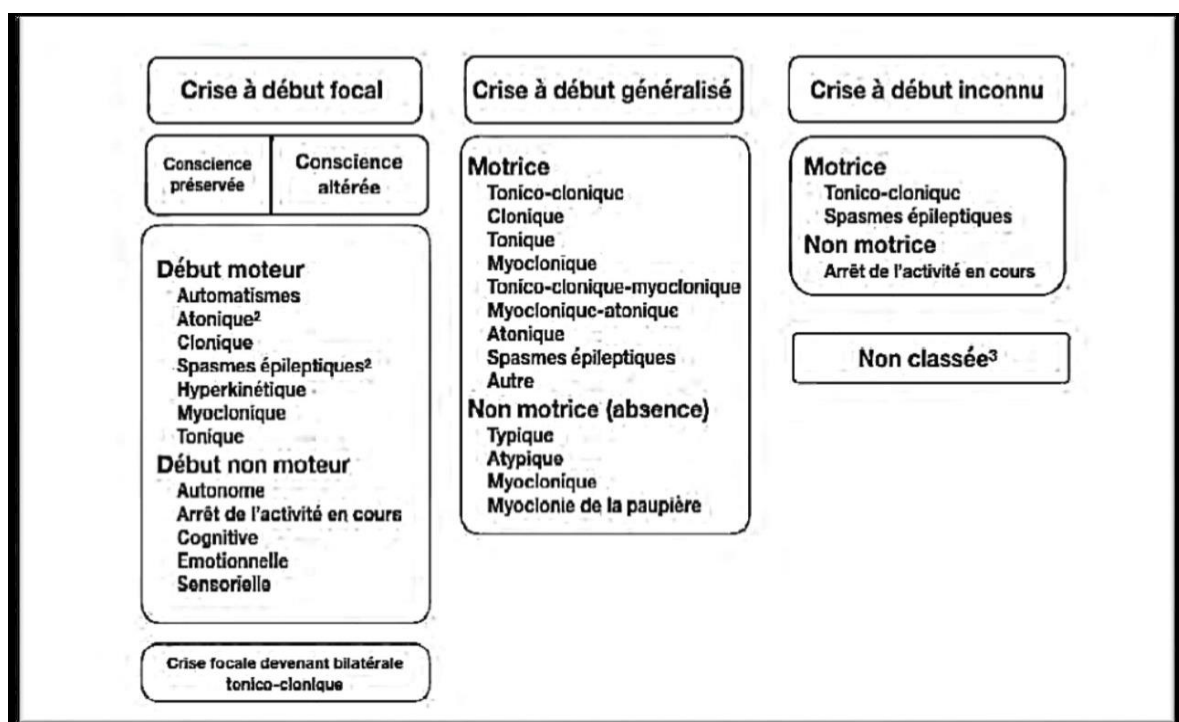 Crise à début focal
Conscience préservée
Conscience altérée
Début moteur
Automatismes
Atonique²
Clonique
Spasmes épileptiques²
Hyperkinétique
Myoclonique
Tonique
Début non moteur
Autonome
Arrêt de l'activité en cours
Cognitive
Emotionnelle
Sensorielle
Crise focale devenant bilatérale
tonico-clonique
Crise à début généralisé
Motrice
Tonico-clonique
Clonique
Tonique
Myoclonique
Tonico-clonique-myoclonique
Myoclonique-atonique
Atonique
Spasmes épileptiques
Autre
Non motrice (absence)
Typique
Atypique
Myoclonique
Myoclonie de la paupière
Crise à début inconnu
Motrice
Tonico-clonique
Spasmes épileptiques
Non motrice
Arrêt de l'activité en cours
Non classée³